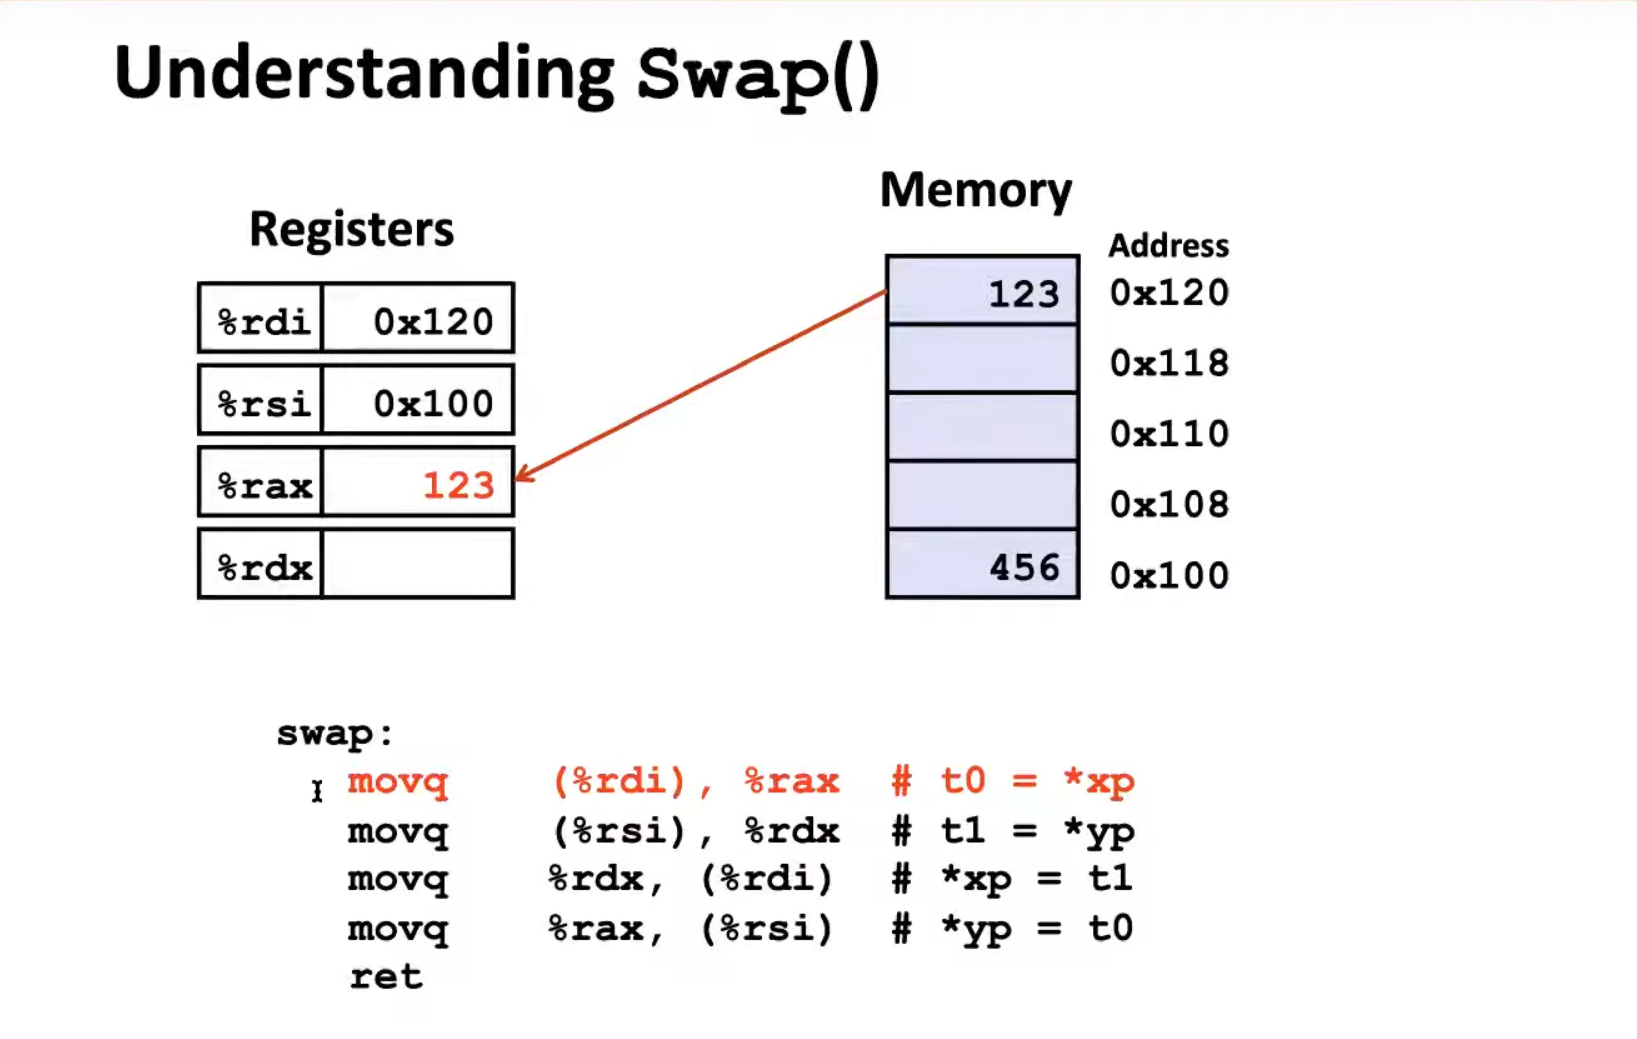 Understanding Swap()
Registers
%rdi 0x120
%rsi 0x100
%rax 123
%rdx
Memory
Address
123 0x120
0x118
0x110
0x108
456 0x100
swap:
movq (%rdi), %rax # t0 = *xp
movq (%rsi), %rdx # t1 = *yp
movq %rdx, (%rdi) # *xp = t1
movq %rax, (%rsi) # *yp = t0
ret